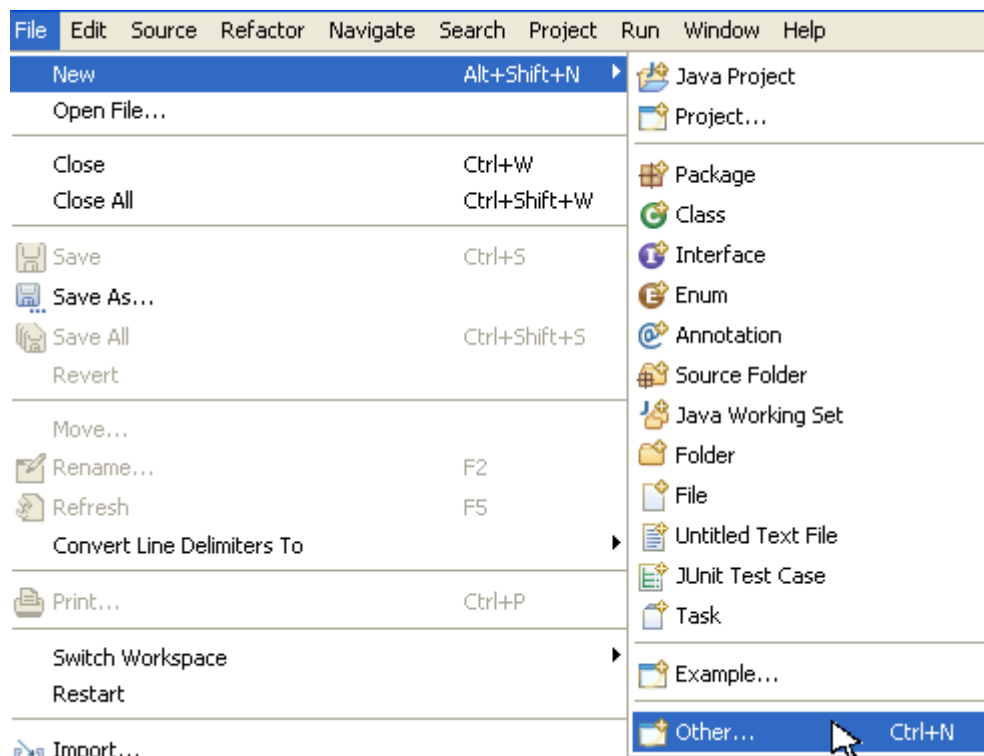 File Edit Source Refactor Navigate Search Project Run Window Help
New Alt+Shift+N
Open File...
Close Ctrl+W
Close All Ctrl+Shift+W
Save Ctrl+S
Save As...
Save All Ctrl+Shift+S
Revert
Move...
Rename... F2
Refresh F5
Convert Line Delimiters To
Print... Ctrl+P
Switch Workspace
Restart
Import...
Java Project
Project...
Package
Class
Interface
Enum
Annotation
Source Folder
Java Working Set
Folder
File
Untitled Text File
JUnit Test Case
Task
Example...
Other... Ctrl+N